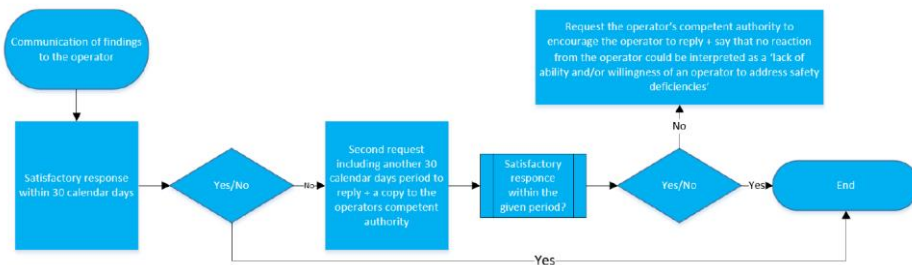 Communication of findings
to the operator
Request the operator's competent authority to
encourage the operator to reply + say that no reaction
from the operator could be interpreted as a 'lack of
ability and/or willingness of an operator to address safety
deficiencies'
No
Satisfactory response
within 30 calendar days
Yes/No
No
Second request
including another 30
calendar days period to
reply + a copy to the
operators competent
authority
Satisfactory
responce
within the
given period?
Yes/No
Yes
End
Yes